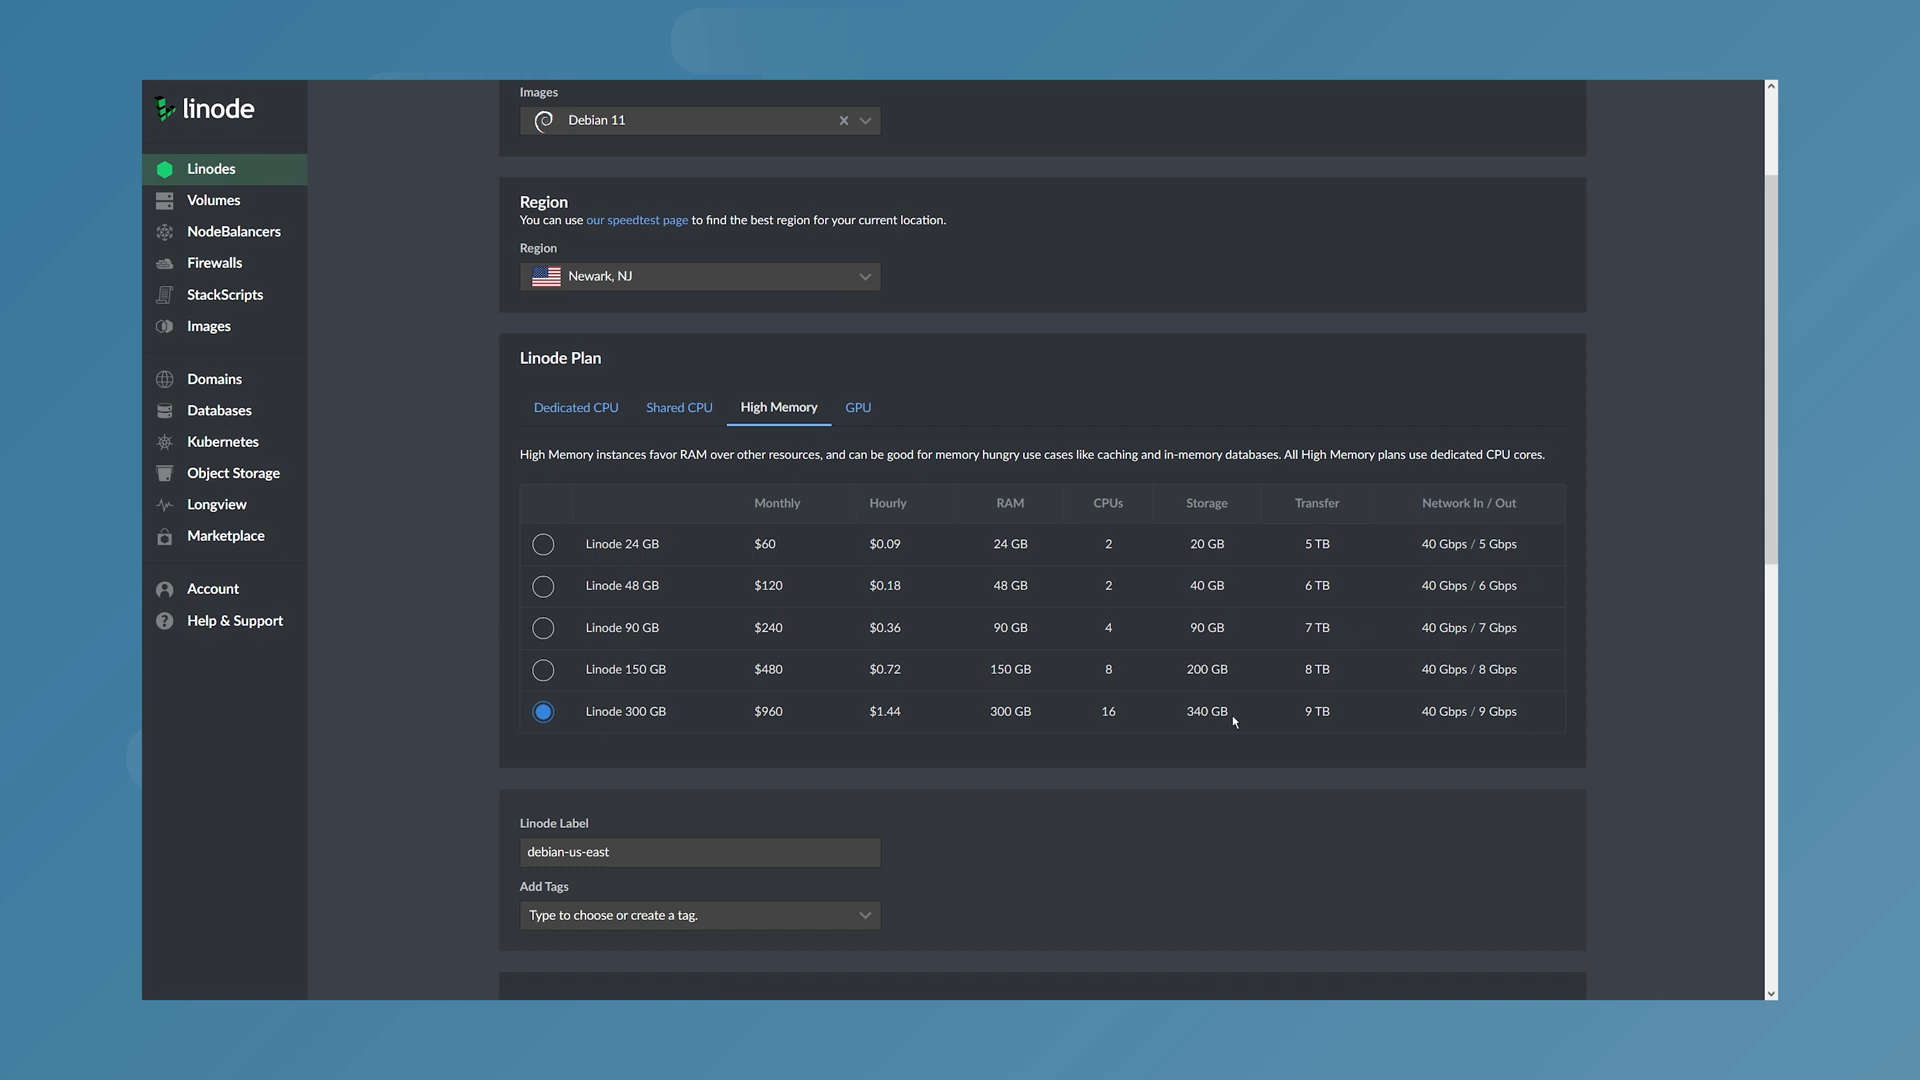 linode
Linodes
Volumes
NodeBalancers
Firewalls
StackScripts
Images
Domains
Databases
Kubernetes
Object Storage
Longview
Marketplace
Account
Help & Support
Images
Debian 11
Region
You can use our speedtest page to find the best region for your current location.
Region
Newark, NJ
Linode Plan
Dedicated CPU Shared CPU High Memory GPU
High Memory instances favor RAM over other resources, and can be good for memory hungry use cases like caching and in-memory databases. All High Memory plans use dedicated CPU cores.
Monthly Hourly RAM CPUs Storage Transfer Network In / Out
Linode 24 GB $60 $0.09 24 GB 2 20 GB 5 TB 40 Gbps / 5 Gbps
Linode 48 GB $120 $0.18 48 GB 2 40 GB 6 TB 40 Gbps / 6 Gbps
Linode 90 GB $240 $0.36 90 GB 4 90 GB 7 TB 40 Gbps / 7 Gbps
Linode 150 GB $480 $0.72 150 GB 8 200 GB 8 TB 40 Gbps / 8 Gbps
Linode 300 GB $960 $1.44 300 GB 16 340 GB 9 TB 40 Gbps / 9 Gbps
Linode Label
debian-us-east
Add Tags
Type to choose or create a tag.